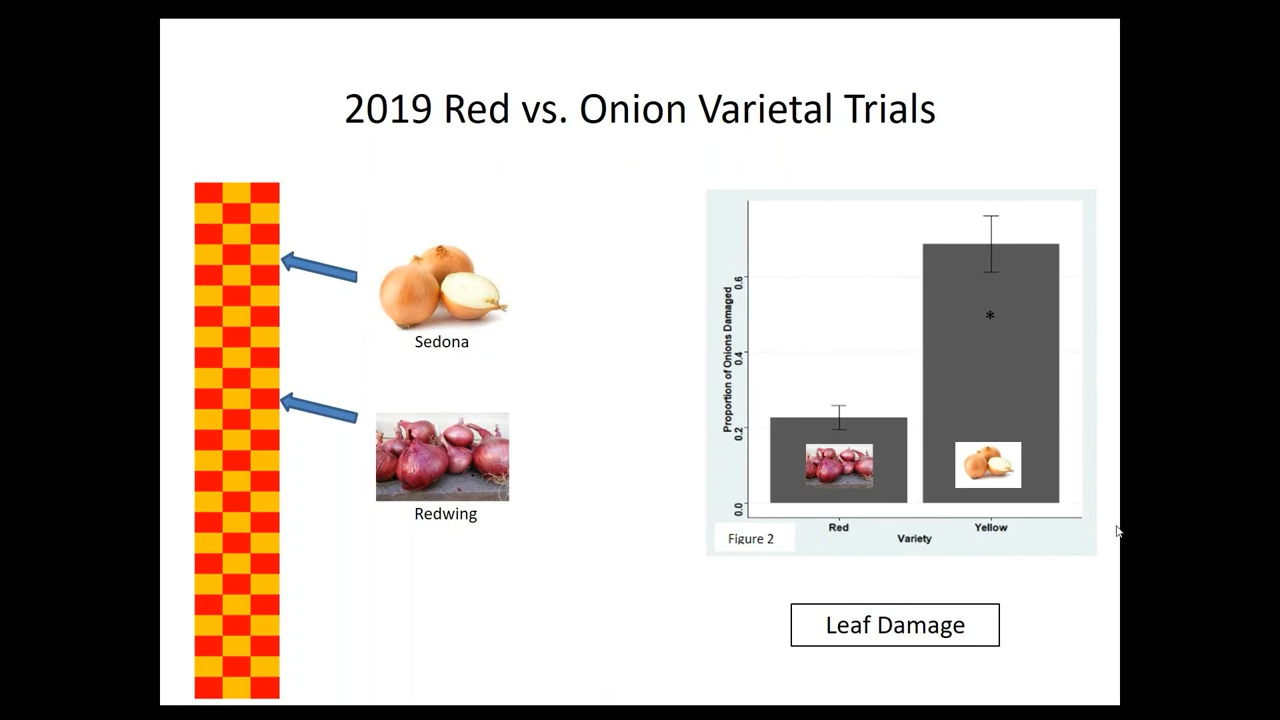 2019 Red vs. Onion Varietal Trials
Sedona
Redwing
Proportion of Onions Damaged
0.6
0.4
0.2
0.0
*
Red
Yellow
Variety
Figure 2
Leaf Damage